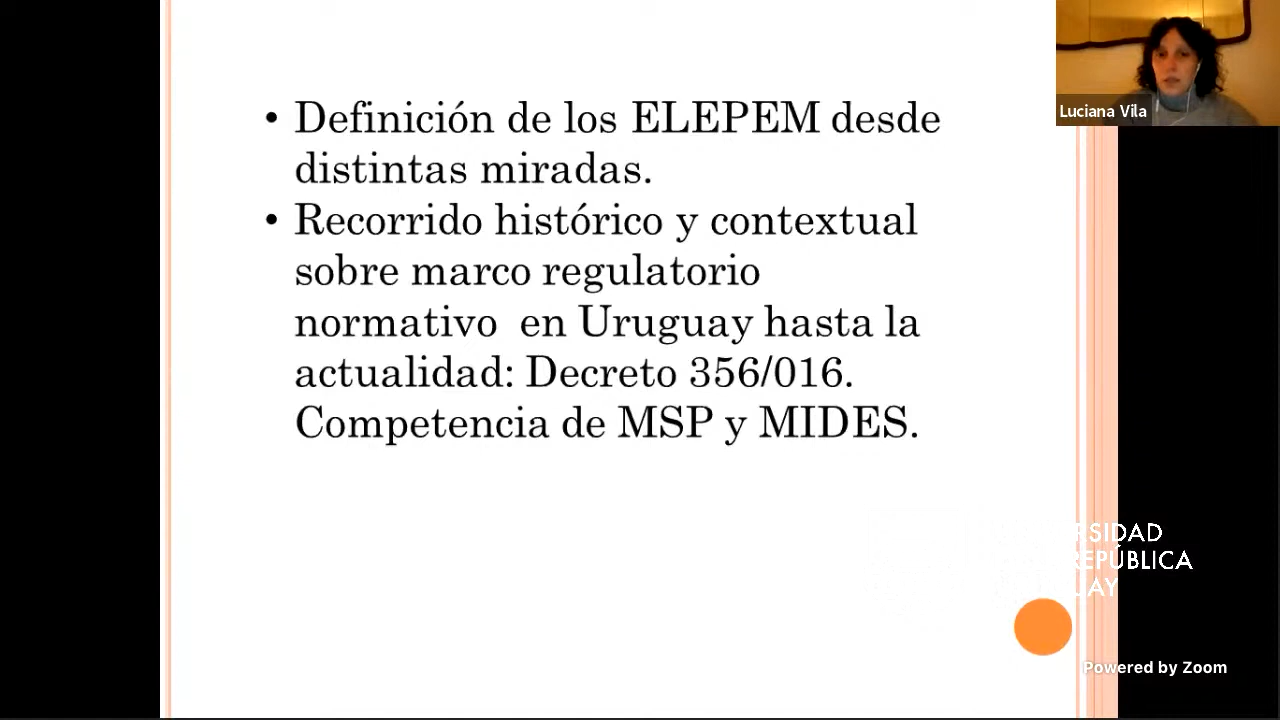 • Definición de los ELEPEM desde
distintas miradas.
• Recorrido histórico y contextual
sobre marco regulatorio
normativo en Uruguay hasta la
actualidad: Decreto 356/016.
Competencia de MSP y MIDES.
Luciana Vila
RSIDAD
REPÚBLICA
UAY
Powered by Zoom